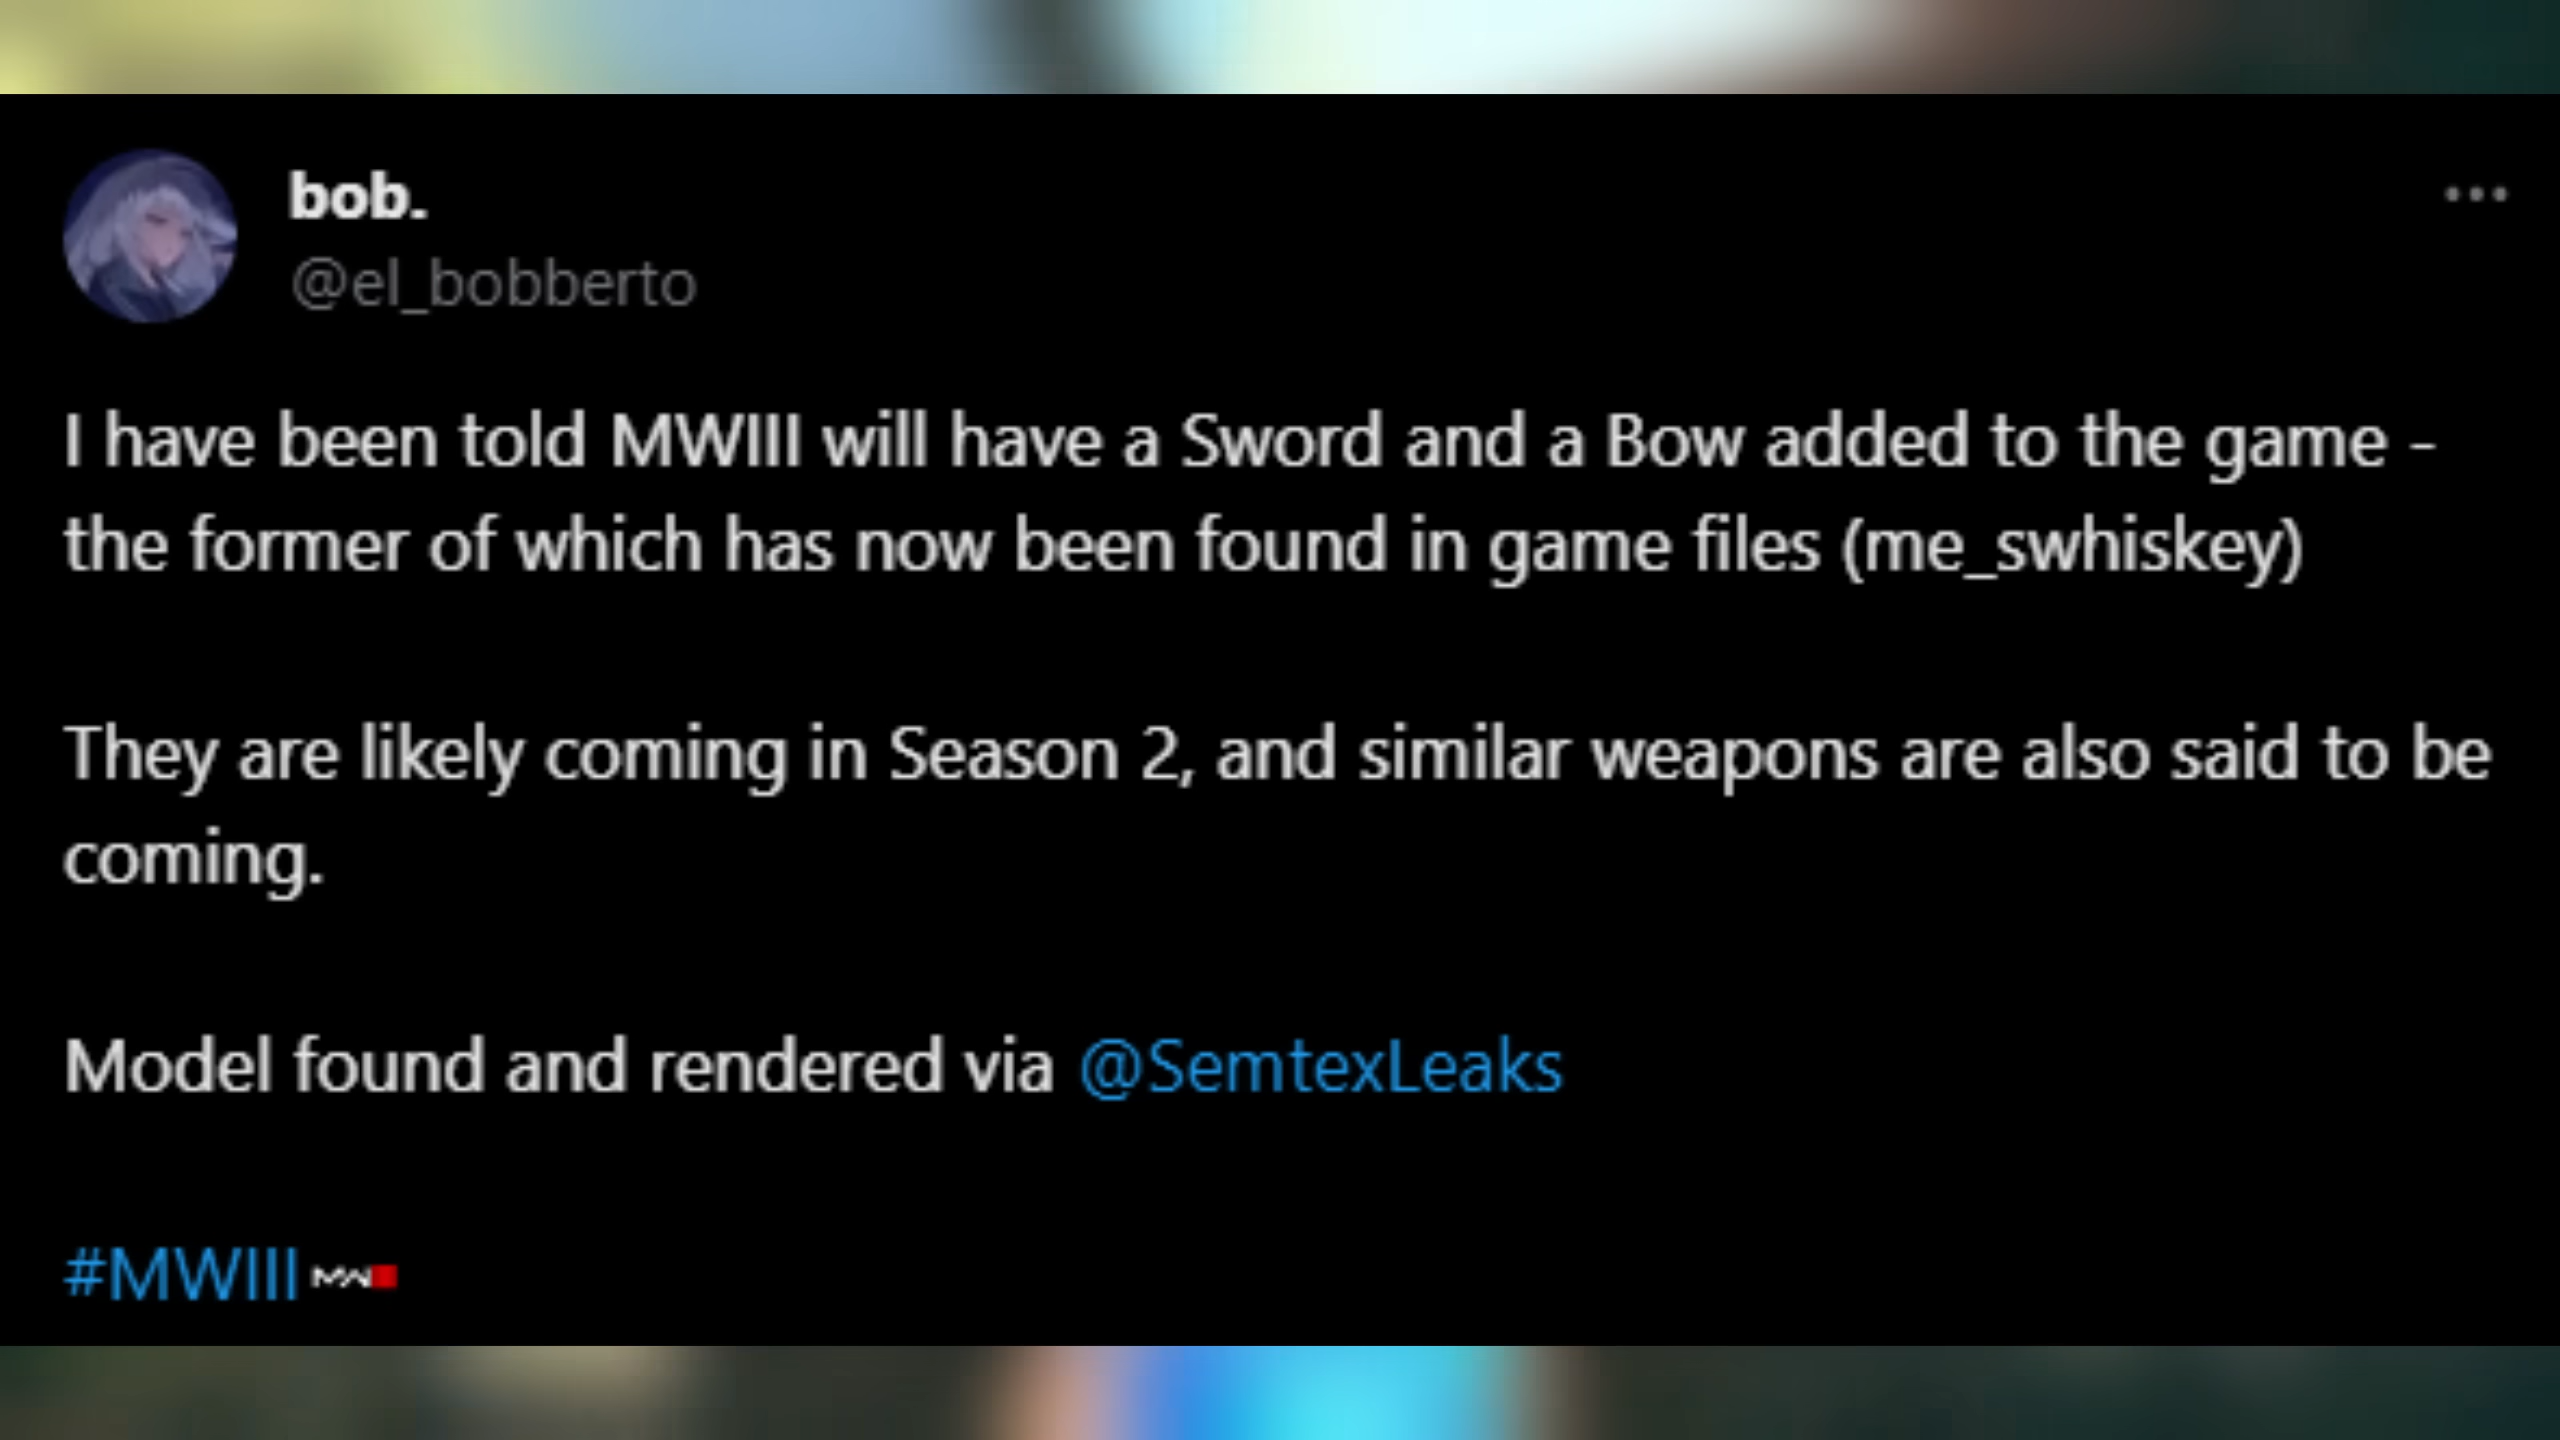 bob.
@el_bobberto
I have been told MWIII will have a Sword and a Bow added to the game -
the former of which has now been found in game files (me_swhiskey)
They are likely coming in Season 2, and similar weapons are also said to be
coming.
Model found and rendered via @SemtexLeaks
#MWIII MW